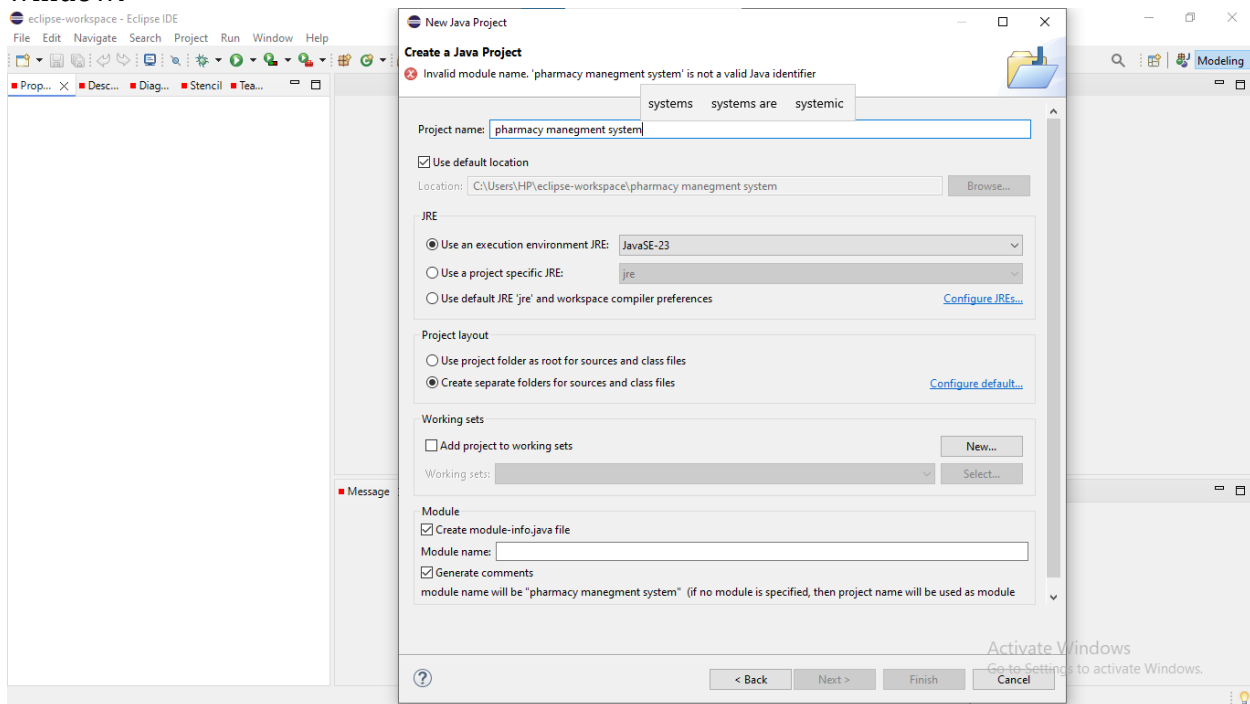 eclipse-workspace - Eclipse IDE
File Edit Navigate Search Project Run Window Help
Modeling
Prop... Desc... Diag... Stencil Tea...
Message
New Java Project
Create a Java Project
Invalid module name. 'pharmacy manegment system' is not a valid Java identifier
systems systems are systemic
Project name: pharmacy manegment system
Use default location
Location: C:\Users\HP\eclipse-workspace\pharmacy manegment system Browse...
JRE
Use an execution environment JRE: JavaSE-23
Use a project specific JRE: jre
Use default JRE 'jre' and workspace compiler preferences Configure JREs...
Project layout
Use project folder as root for sources and class files
Create separate folders for sources and class files Configure default...
Working sets
Add project to working sets New...
Working sets: Select...
Module
Create module-info.java file
Module name:
Generate comments
module name will be "pharmacy manegment system" (if no module is specified, then project name will be used as module
Activate Windows
Go to Settings to activate Windows.
? < Back Next > Finish Cancel